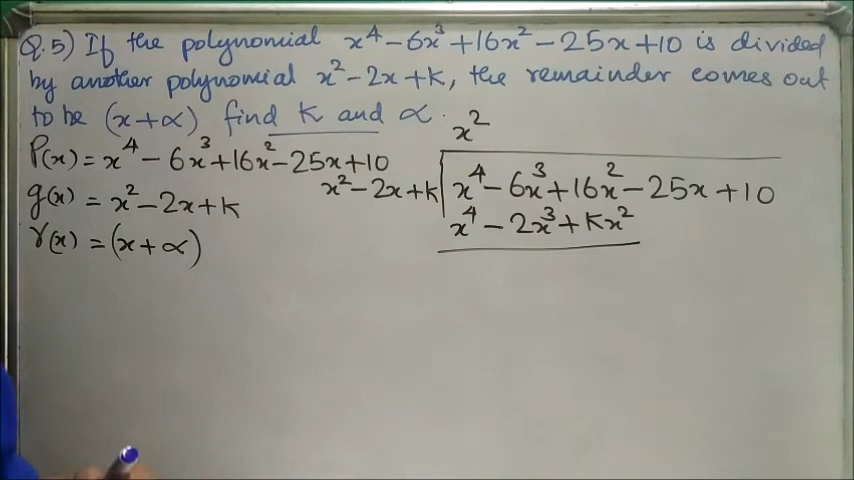 Q.5) If the polynomial x⁴ – 6x³ + 16x² – 25x + 10 is divided
by another polynomial x² – 2x + k, the remainder comes out
to be (x + α) find k and α.
P(x) = x⁴ – 6x³ + 16x² – 25x + 10
g(x) = x² – 2x + k
r(x) = (x + α)
x²
x² – 2x + k x⁴ – 6x³ + 16x² – 25x + 10
x⁴ – 2x³ + kx²